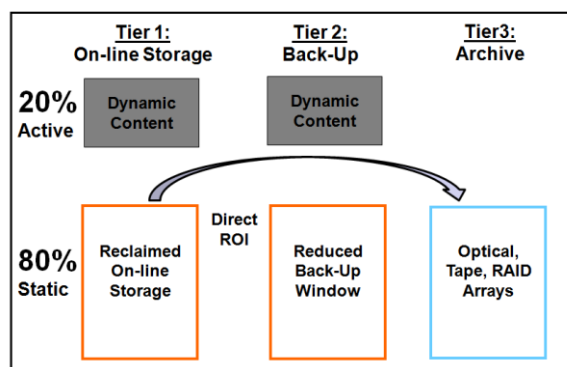 Tier 1:
On-line Storage
Tier 2:
Back-Up
Tier3:
Archive
20%
Active
Dynamic
Content
Dynamic
Content
80%
Static
Reclaimed
On-line
Storage
Direct
ROI
Reduced
Back-Up
Window
Optical,
Tape, RAID
Arrays